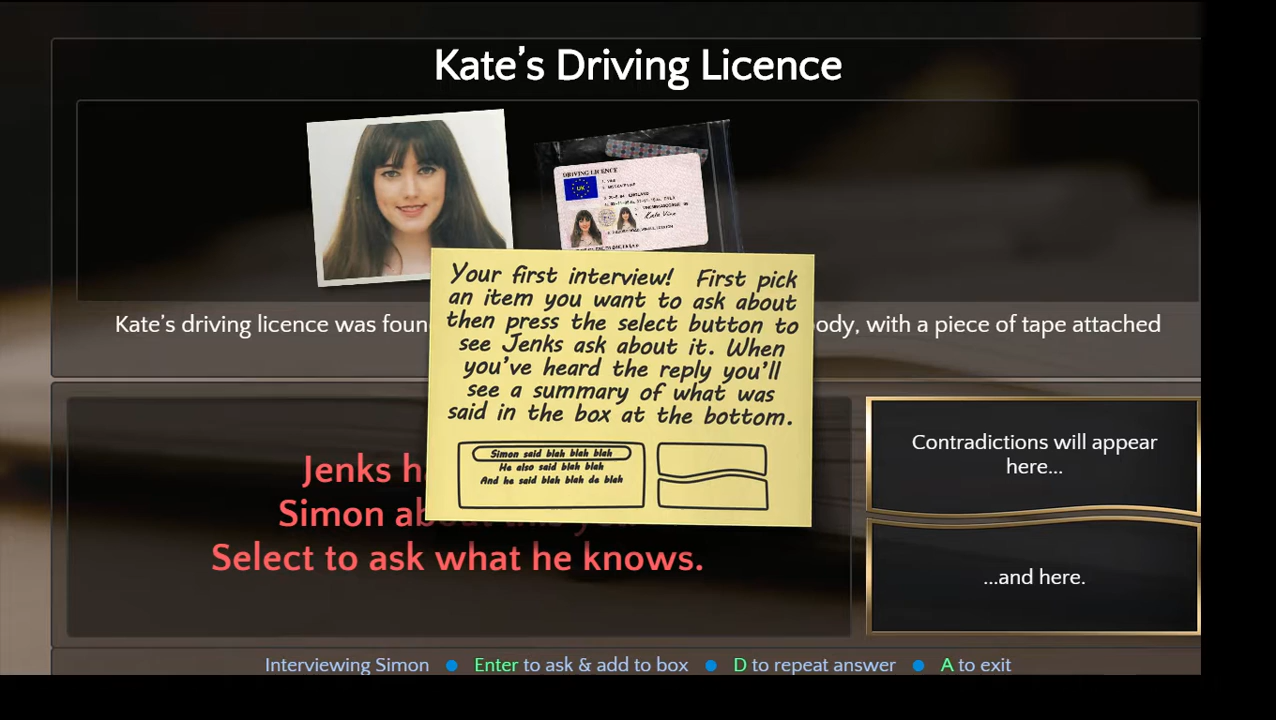 Kate's Driving Licence
DRIVING LICENCE
UK
Kate Vine
Kate's driving licence was foun
ody, with a piece of tape attached
Your first interview! First pick
an item you want to ask about
then press the select button to
see Jenks ask about it. When
you've heard the reply you'll
see a summary of what was
said in the box at the bottom.
Simon said blah blah blah
He also said blah blah
And he said blah blah de blah
Jenks h
Simon ab
Select to ask what he knows.
Contradictions will appear
here...
...and here.
Interviewing Simon ● Enter to ask & add to box ● D to repeat answer ● A to exit